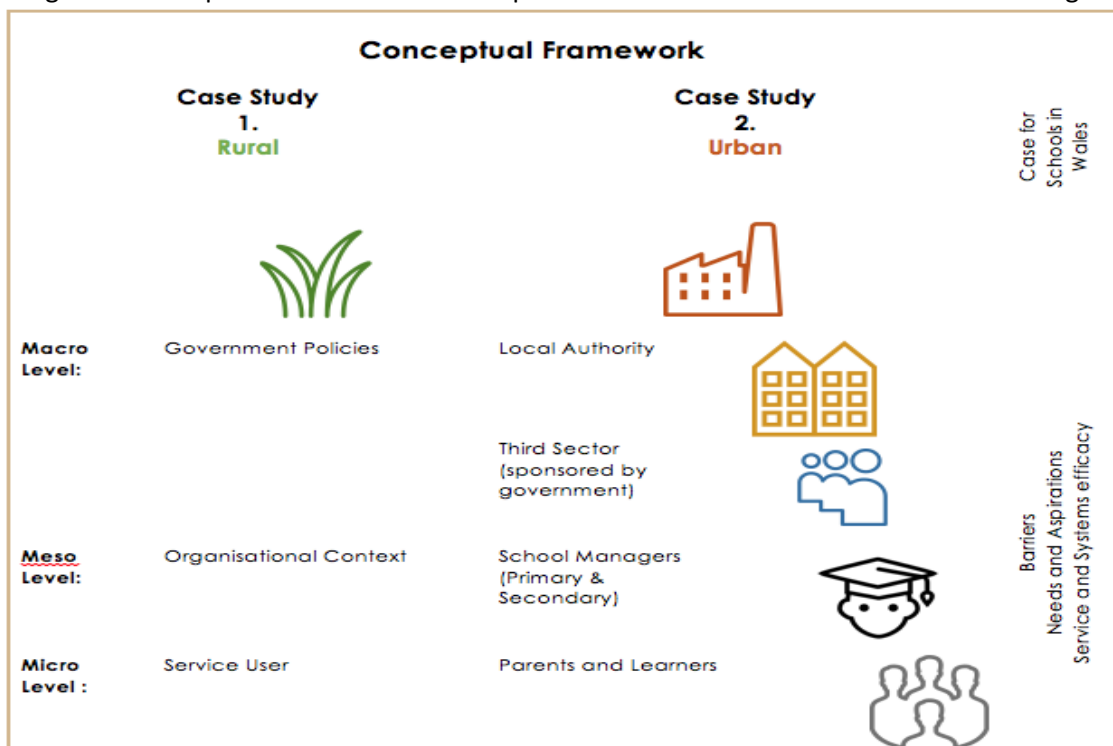 Conceptual Framework
Case Study
1.
Rural
Case Study
2.
Urban
Case for
Schools in
Wales
Macro
Level:
Government Policies
Local Authority
Third Sector
(sponsored by
government)
Meso
Level:
Organisational Context
School Managers
(Primary &
Secondary)
Micro
Level :
Service User
Parents and Learners
Barriers
Needs and Aspirations
Service and Systems efficacy